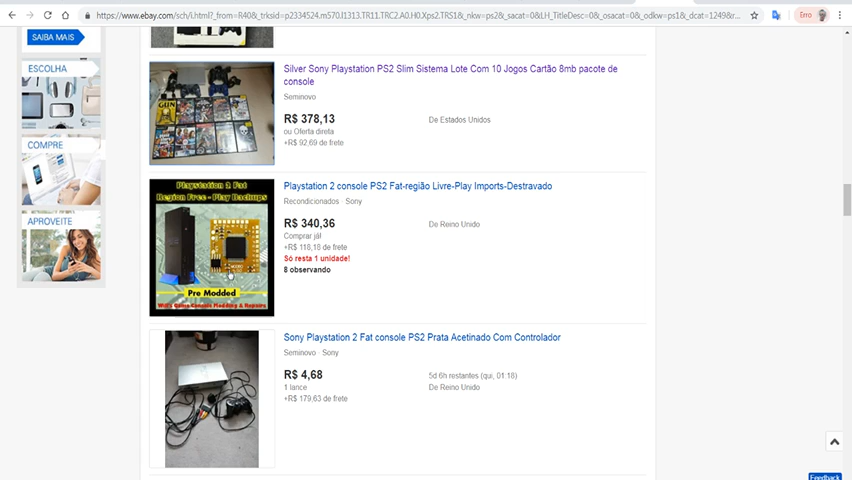 https://www.ebay.com/sch/i.html?_from=R40&_trksid=p2334524.m570.l1313.TR11.TRC2.A0.H0.Xps2.TRS1&_nkw=ps2&_sacat=0&LH_TitleDesc=0&_osacat=0&_odkw=ps1&_dcat=1249&r...
Erro
SAIBA MAIS
ESCOLHA
COMPRE
APROVEITE
Silver Sony Playstation PS2 Slim Sistema Lote Com 10 Jogos Cartão 8mb pacote de
console
Seminovo
R$ 378,13
De Estados Unidos
ou Oferta direta
+R$ 92,69 de frete
GUN
Playstation 2 console PS2 Fat-região Livre-Play Imports-Destravado
Recondicionados · Sony
R$ 340,36
De Reino Unido
Comprar já!
+R$ 118,18 de frete
Só resta 1 unidade!
8 observando
Playstation 2 Fat
Region Free - Play Backups
Pre Modded
Sony Playstation 2 Fat console PS2 Prata Acetinado Com Controlador
Seminovo · Sony
R$ 4,68
5d 6h restantes (qui, 01:18)
1 lance
De Reino Unido
+R$ 179,63 de frete
Feedback